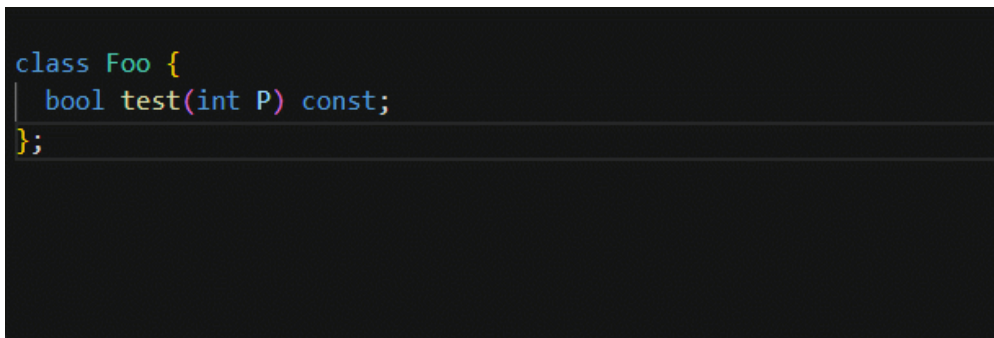 class Foo {
  bool test(int P) const;
};